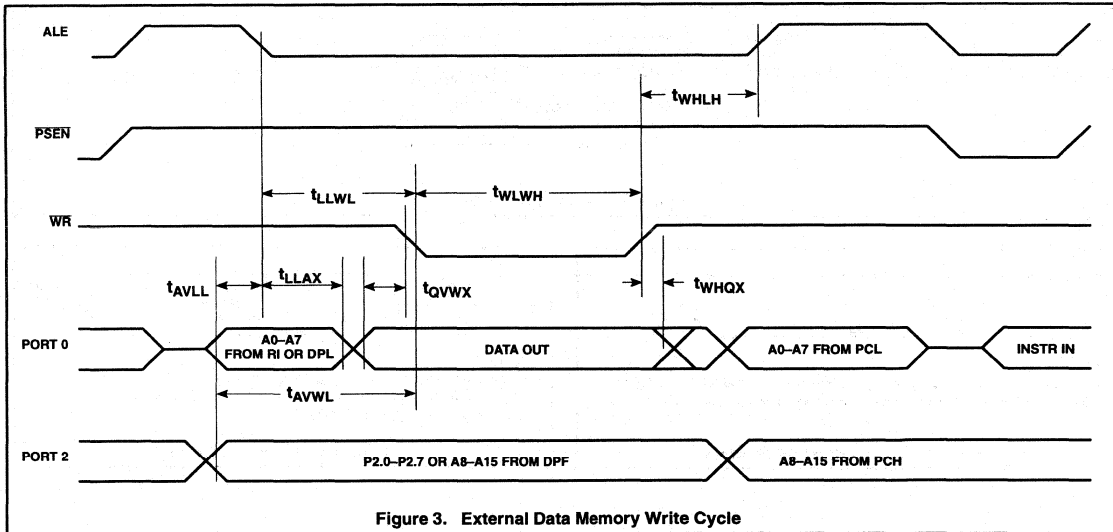 ALE
tWHLH
PSEN
tLLWL
tWLWH
WR
tAVLL
tLLAX
tQVWX
tWHQX
PORT 0
A0–A7
FROM RI OR DPL
DATA OUT
A0–A7 FROM PCL
INSTR IN
tAVWL
PORT 2
P2.0–P2.7 OR A8–A15 FROM DPF
A8–A15 FROM PCH
Figure 3. External Data Memory Write Cycle